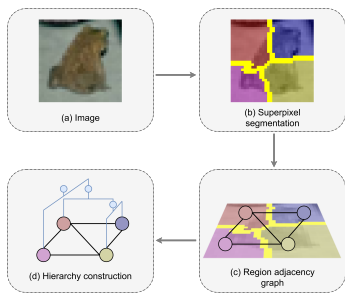 (a) Image
(b) Superpixel
segmentation
(d) Hierarchy construction
(c) Region adjacency
graph